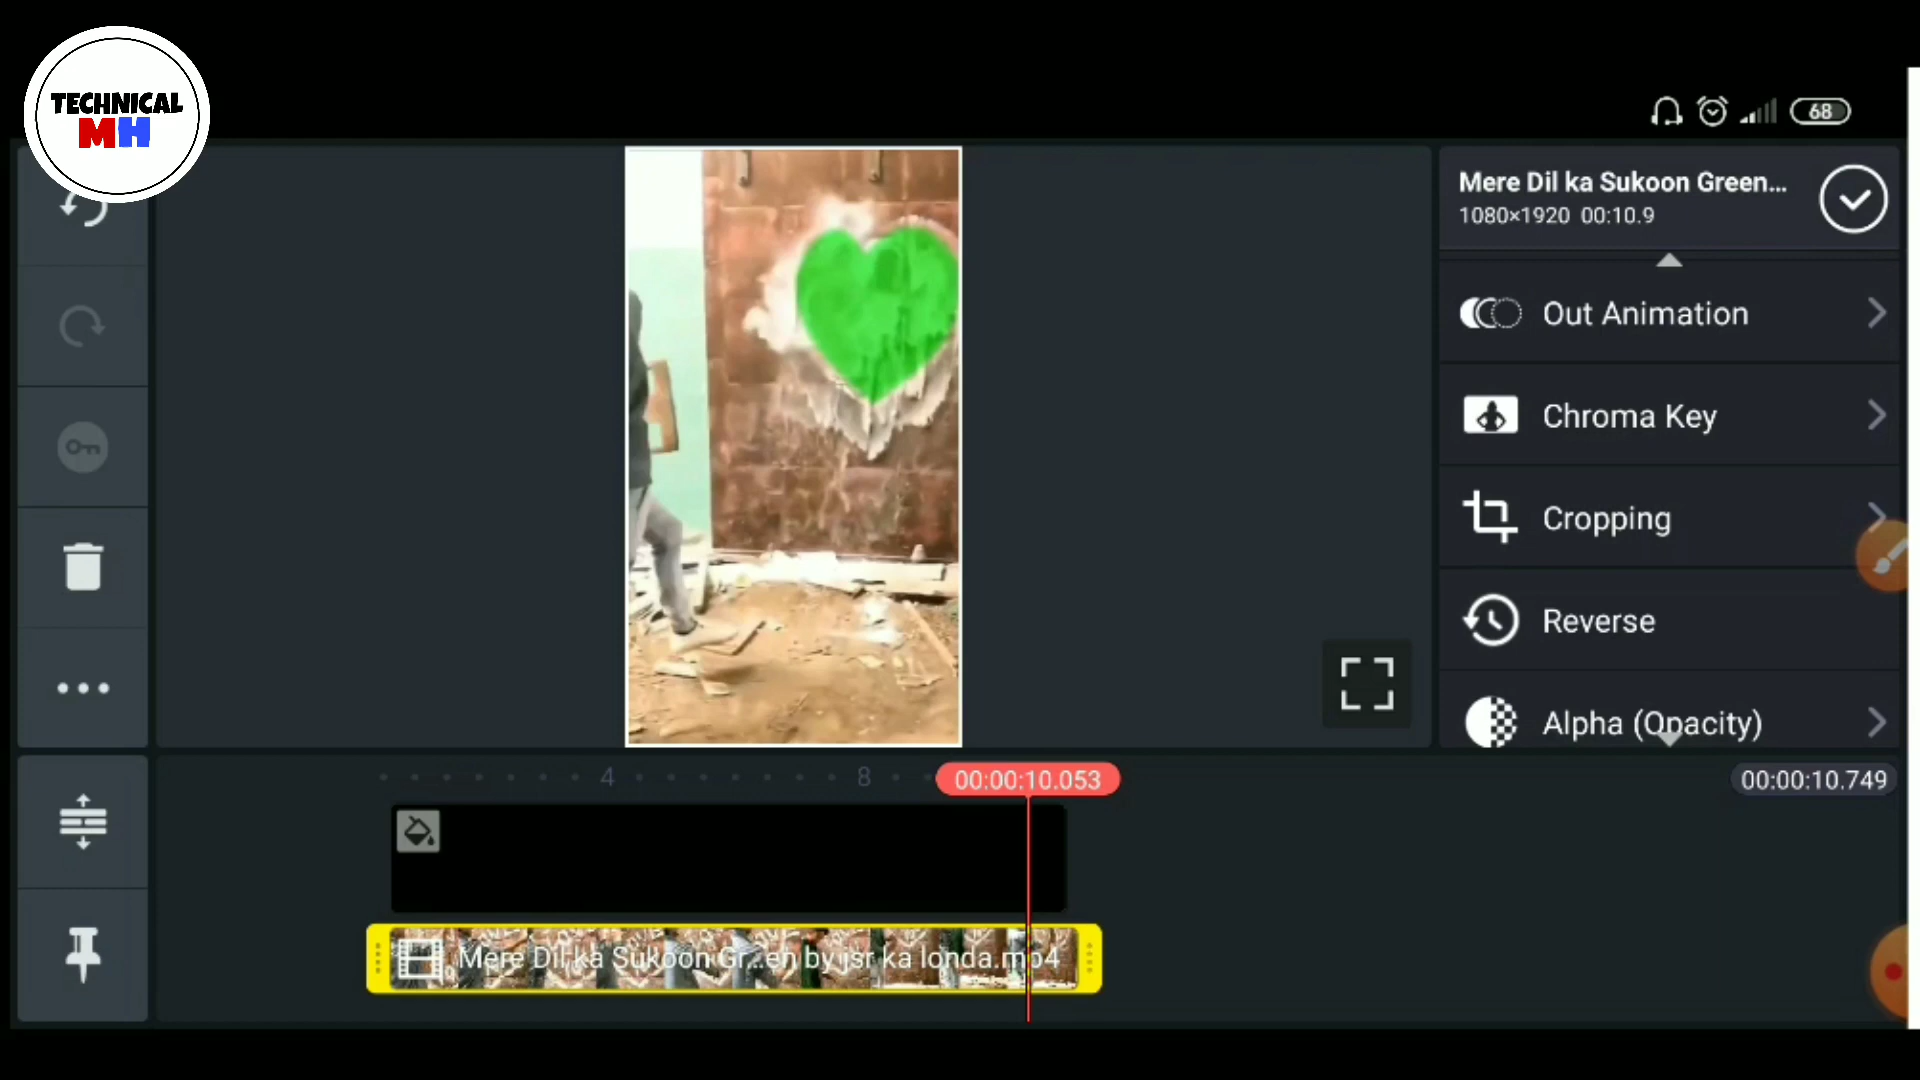 TECHNICAL
MH
68
Mere Dil ka Sukoon Green...
1080×1920 00:10.9
Out Animation
Chroma Key
Cropping
Reverse
Alpha (Opacity)
4
8
00:00:10.053
00:00:10.749
Mere Dil ka Sukoon Gr...en by jsr ka londa.mp4